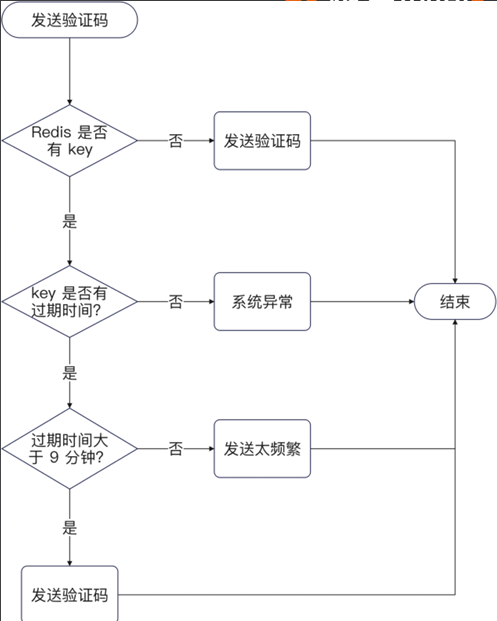 发送验证码
Redis 是否
有 key
否
发送验证码
是
key 是否有
过期时间?
否
系统异常
结束
是
过期时间大
于 9 分钟?
否
发送太频繁
是
发送验证码